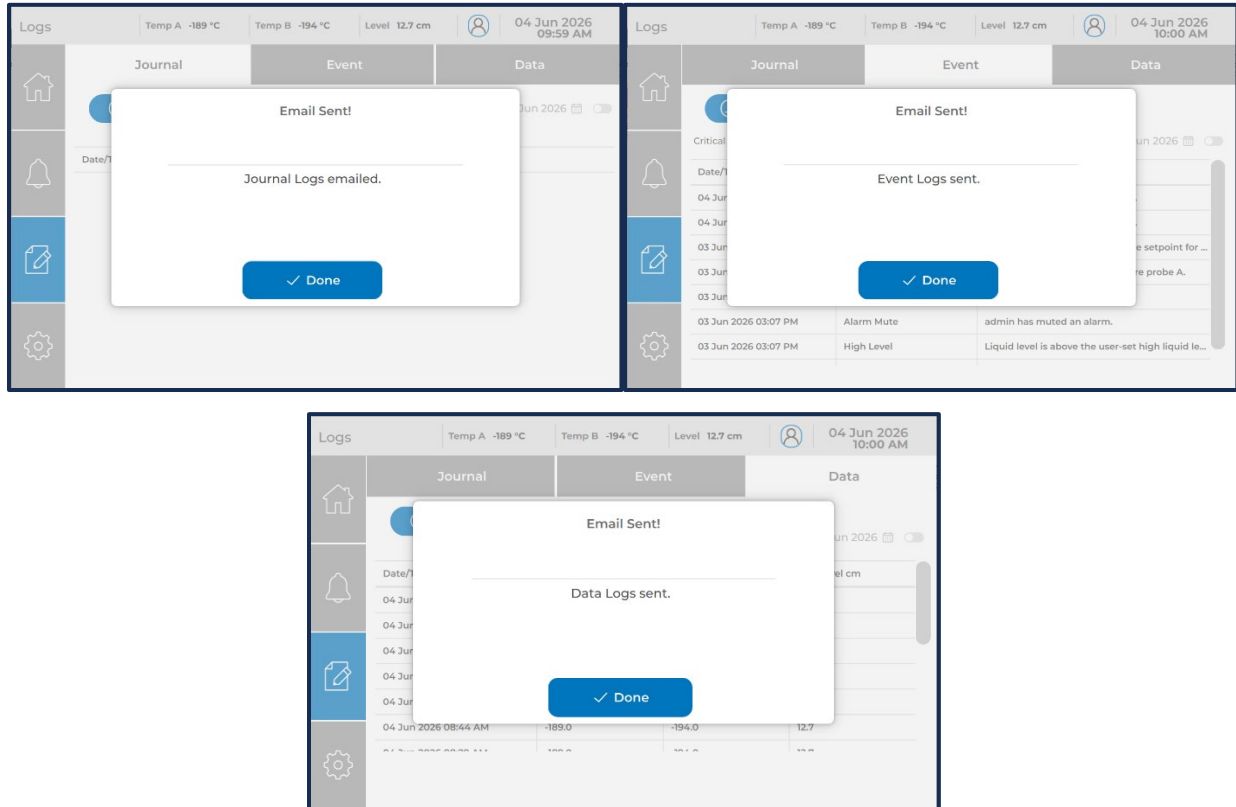 Logs Temp A -189 °C Temp B -194 °C Level 12.7 cm 04 Jun 2026
09:59 AM
Journal Event Data
Email Sent!
Jun 2026
Date/T
Journal Logs emailed.
Done
Logs Temp A -189 °C Temp B -194 °C Level 12.7 cm 04 Jun 2026
10:00 AM
Journal Event Data
Email Sent!
Critical un 2026
Date/T
Event Logs sent.
04 Jun
04 Jun
03 Jun e setpoint for ...
03 Jun re probe A.
Done
03 Jun
03 Jun 2026 03:07 PM Alarm Mute admin has muted an alarm.
03 Jun 2026 03:07 PM High Level Liquid level is above the user-set high liquid le...
Logs Temp A -189 °C Temp B -194 °C Level 12.7 cm 04 Jun 2026
10:00 AM
Journal Event Data
Email Sent!
un 2026
Date/T el cm
Data Logs sent.
04 Jun
04 Jun
04 Jun
04 Jun
Done
04 Jun
04 Jun 2026 08:44 AM -189.0 -194.0 12.7